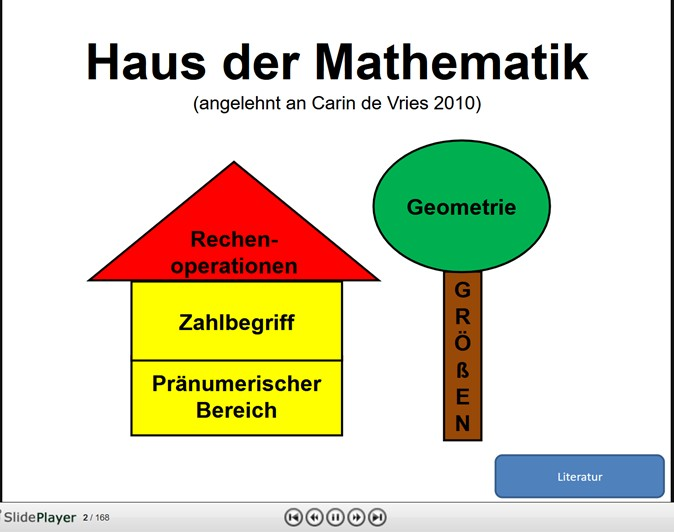 Haus der Mathematik
(angelehnt an Carin de Vries 2010)
Rechen-
operationen
Zahlbegriff
Pränumerischer
Bereich
Geometrie
G
R
Ö
ß
E
N
Literatur
SlidePlayer 2 / 168